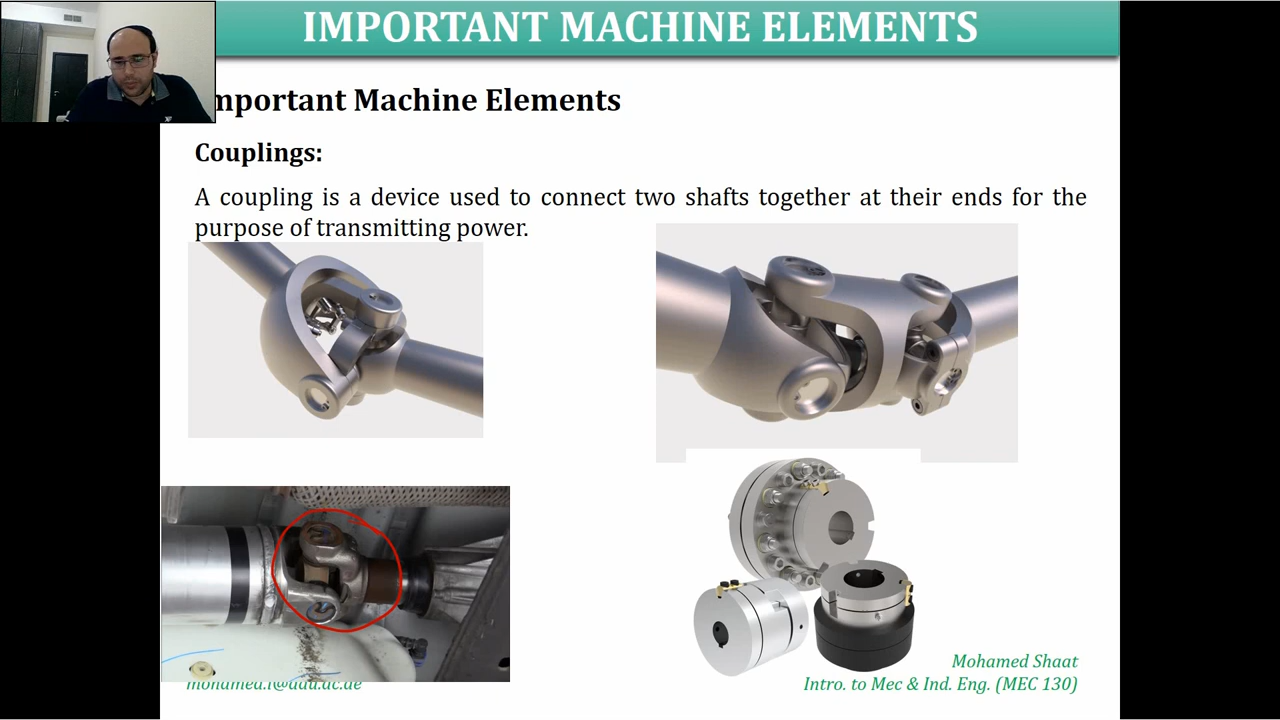 IMPORTANT MACHINE ELEMENTS
mportant Machine Elements
Couplings:
A coupling is a device used to connect two shafts together at their ends for the
purpose of transmitting power.
Mohamed Shaat
Intro. to Mec & Ind. Eng. (MEC 130)